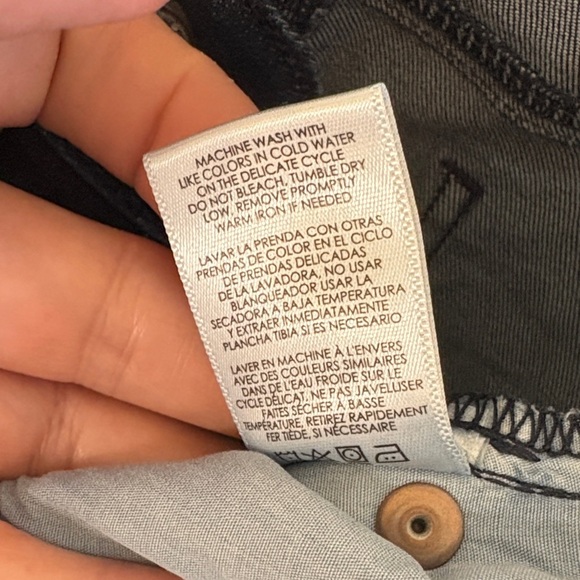 MACHINE WASH WITH
LIKE COLORS IN COLD WATER
ON THE DELICATE CYCLE
DO NOT BLEACH, TUMBLE DRY
LOW, REMOVE PROMPTLY
WARM IRON IF NEEDED
LAVAR LA PRENDA CON OTRAS
PRENDAS DE COLOR EN EL CICLO
DE PRENDAS DELICADAS
DE LA LAVADORA, NO USAR
BLANQUEADOR USAR LA
SECADORA A BAJA TEMPERATURA
Y EXTRAER INMEDIATAMENTE
PLANCHA TIBIA SI ES NECESARIO
LAVER EN MACHINE À L'ENVERS
AVEC DES COULEURS SIMILAIRES
DANS DE L'EAU FROIDE SUR LE
CYCLE DÉLICAT, NE PAS JAVELLISER
FAITES SÉCHER À BASSE
TEMPÉRATURE, RETIREZ RAPIDEMENT
FER TIÈDE, SI NÉCESSAIRE